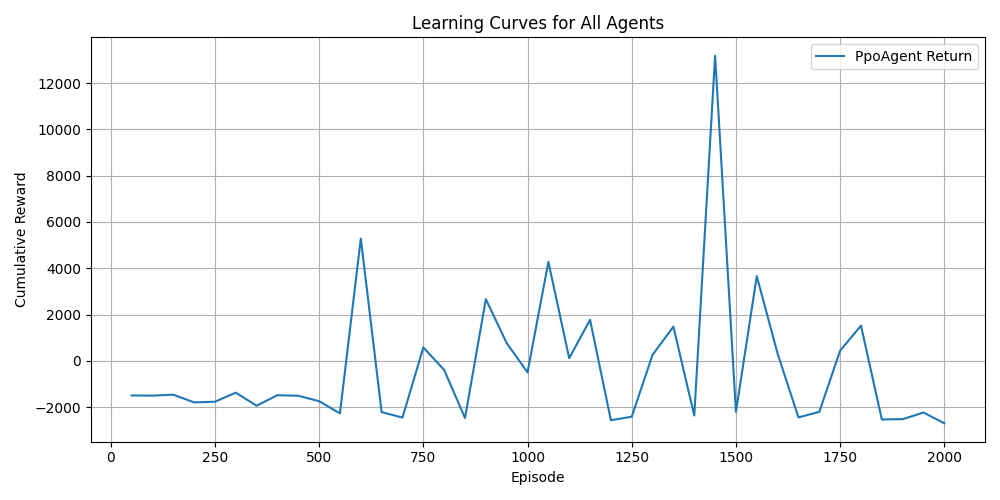 Learning Curves for All Agents
PpoAgent Return
12000
10000
8000
6000
4000
2000
0
−2000
Cumulative Reward
0 250 500 750 1000 1250 1500 1750 2000
Episode